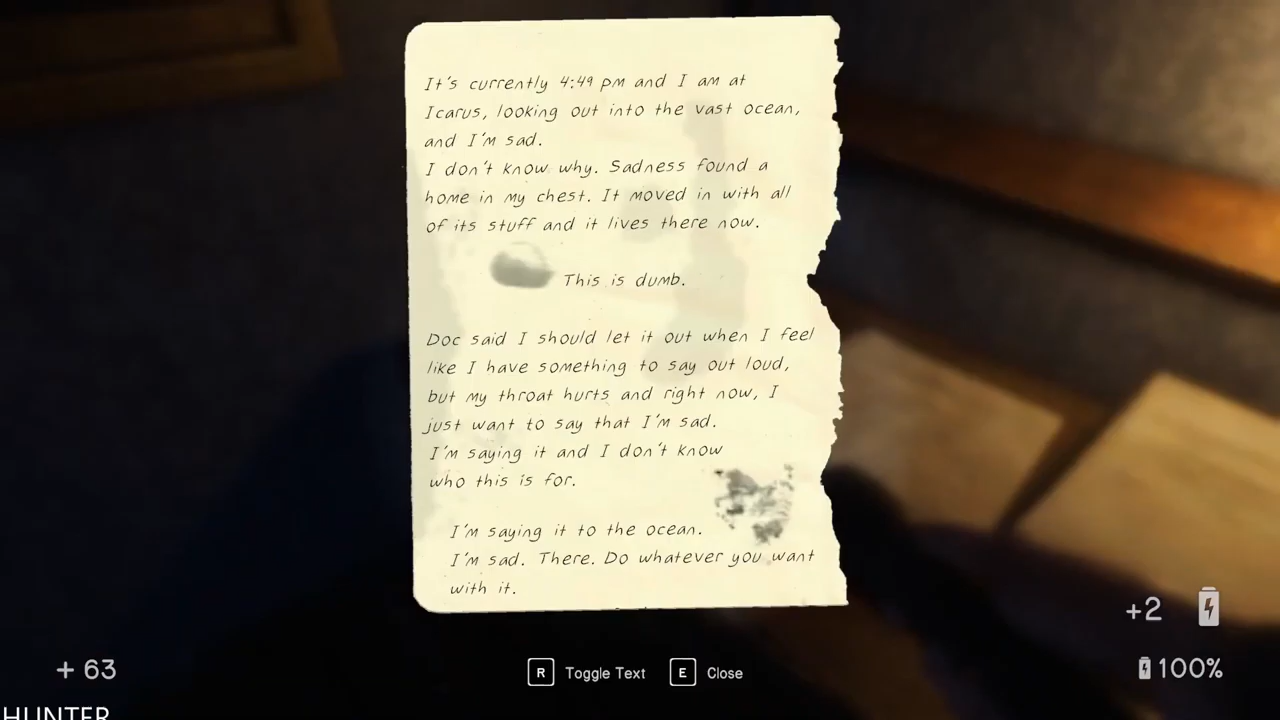 It's currently 4:49 pm and I am at
Icarus, looking out into the vast ocean,
and I'm sad.
I don't know why. Sadness found a
home in my chest. It moved in with all
of its stuff and it lives there now.
This is dumb.
Doc said I should let it out when I feel
like I have something to say out loud,
but my throat hurts and right now, I
just want to say that I'm sad.
I'm saying it and I don't know
who this is for.
I'm saying it to the ocean.
I'm sad. There. Do whatever you want
with it.
+2
+ 63
R Toggle Text E Close
100%
HUNTER